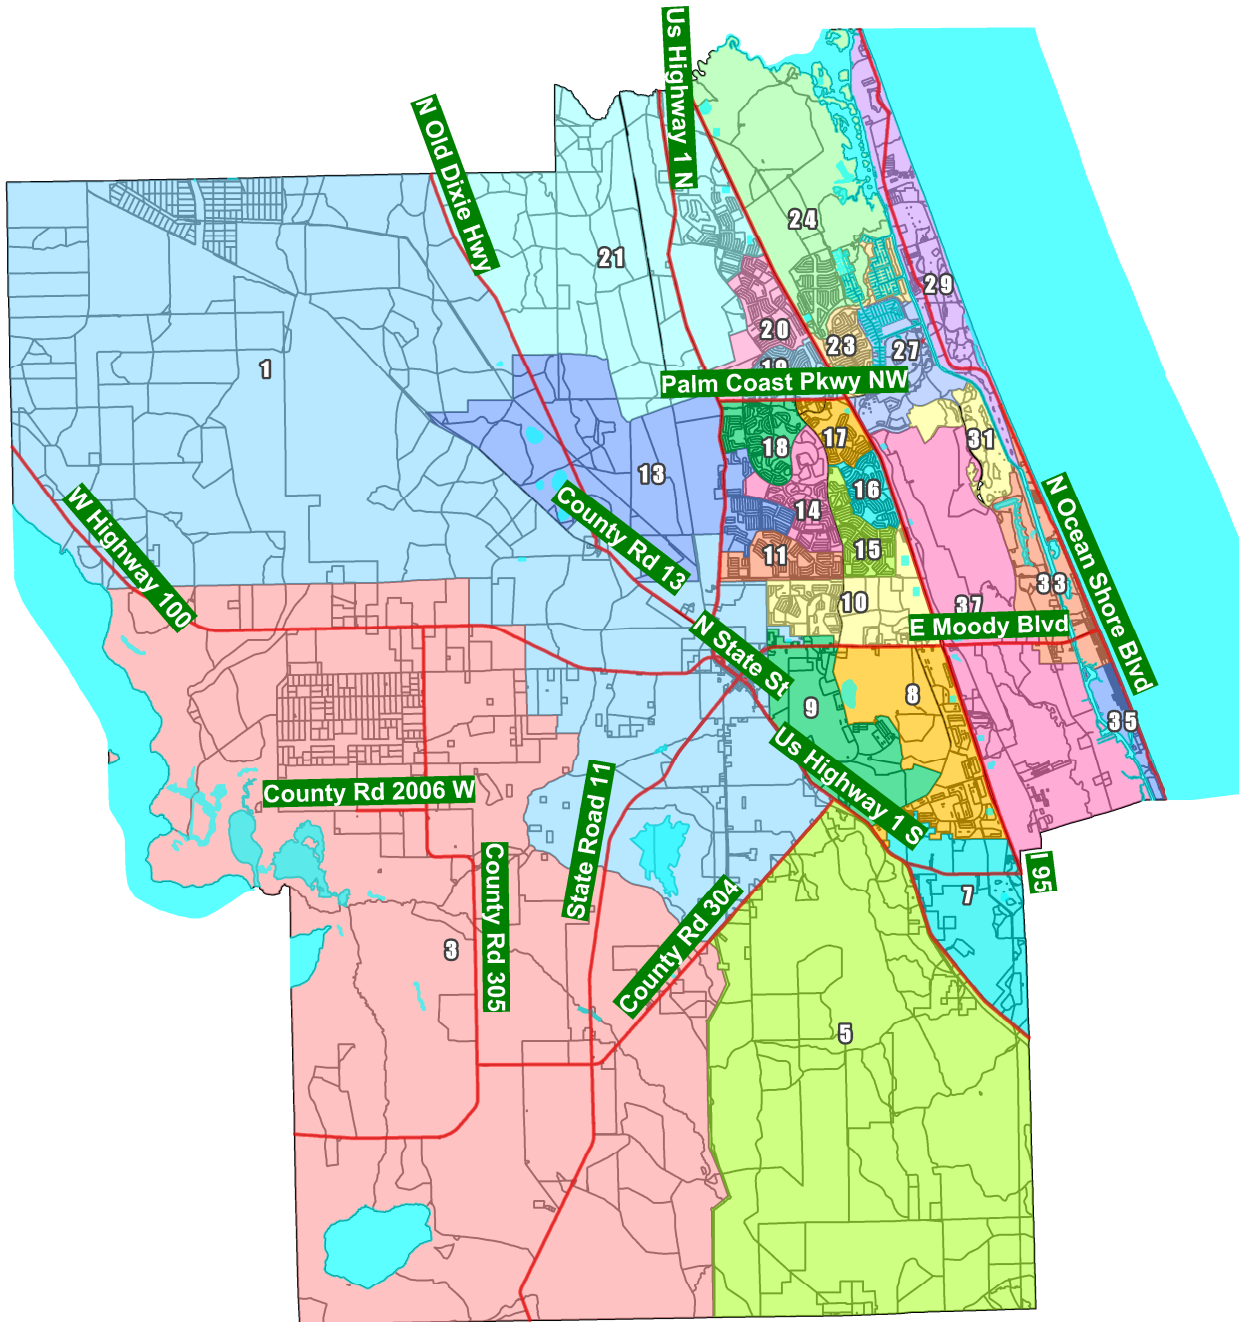 Us Highway 1 N
N Old Dixie Hwy
24
21
29
20
23
27
19
1
Palm Coast Pkwy NW
31
17
18
13
16
14
N Ocean Shore Blvd
W Highway 100
County Rd 13
15
11
33
10
37
E Moody Blvd
N State St
8
9
35
Us Highway 1 S
County Rd 2006 W
State Road 11
I 95
7
County Rd 305
County Rd 304
3
5